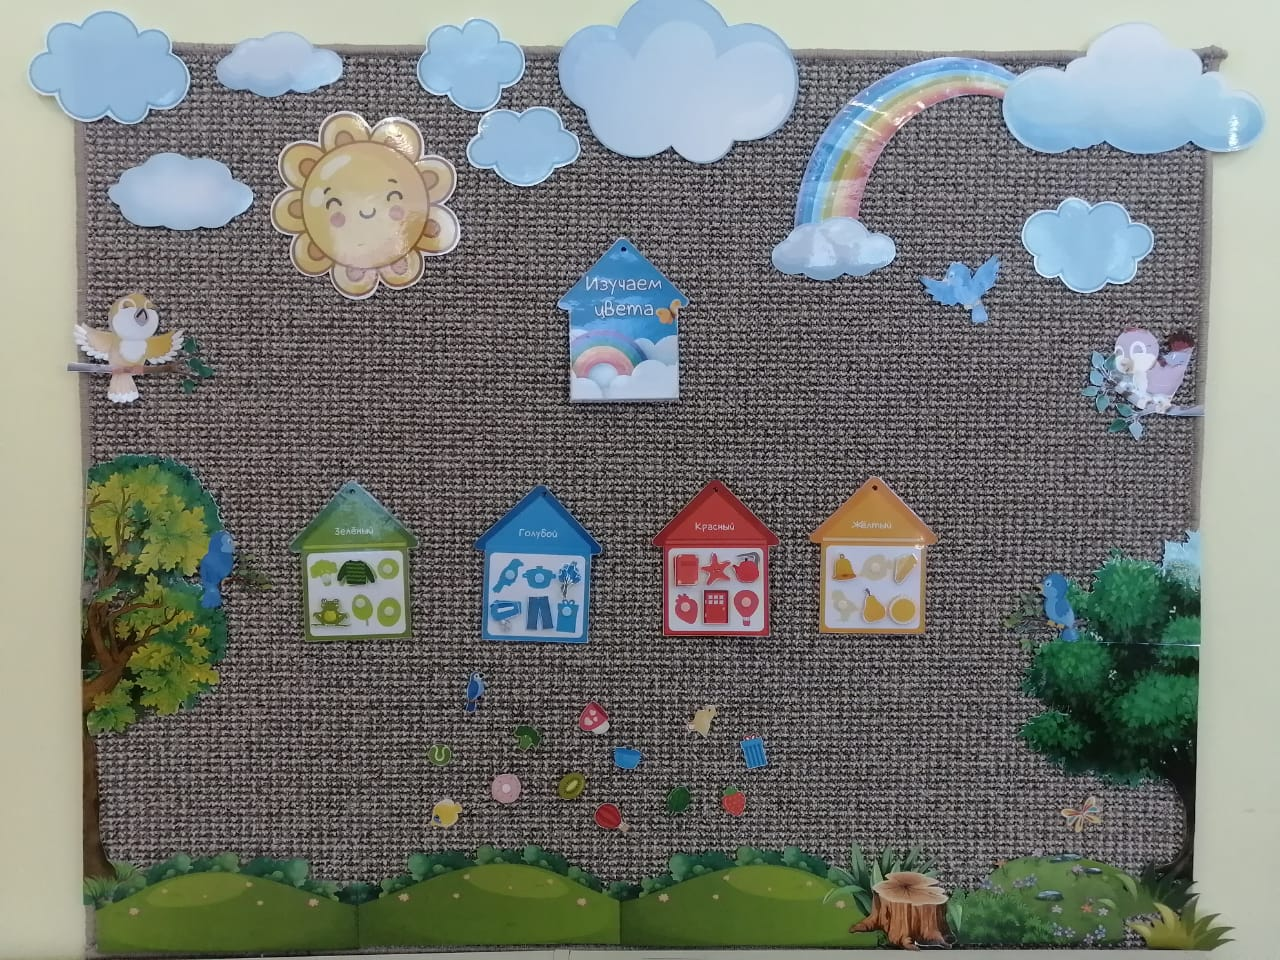 Изучаем
цвета
Зелёный
Голубой
Красный
Жёлтый